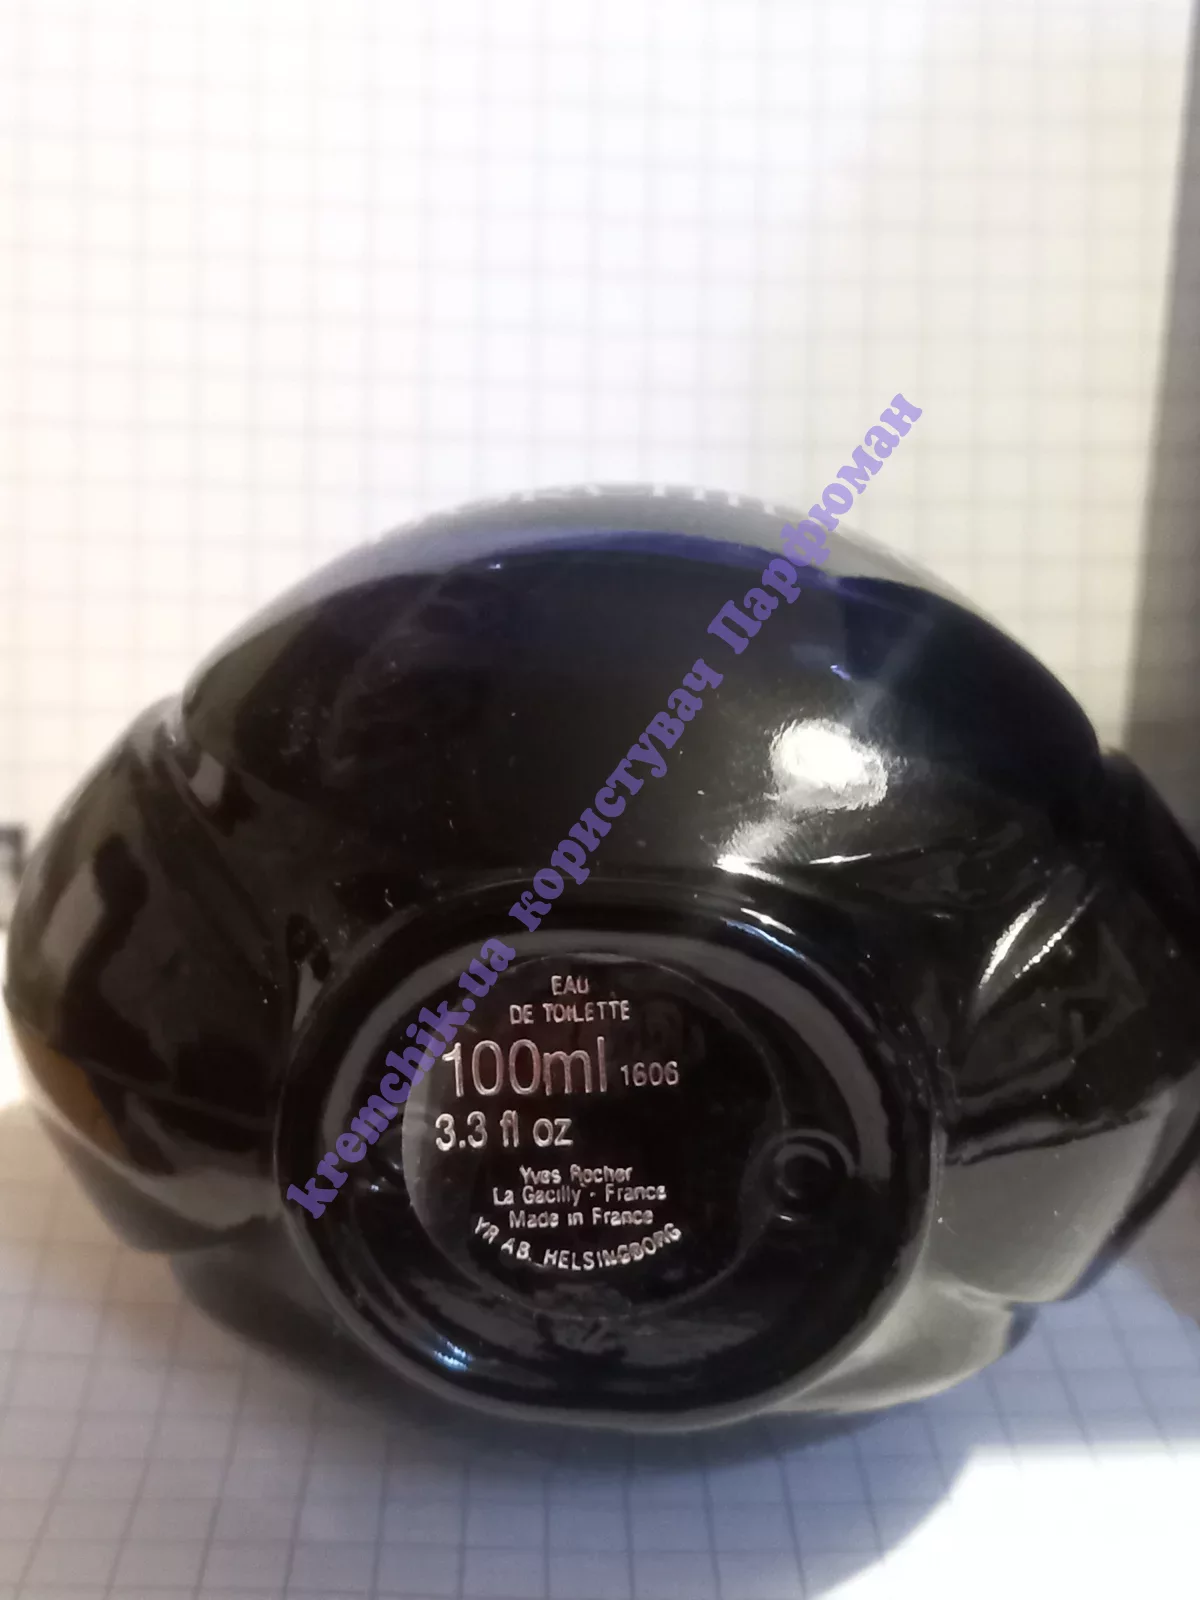 EAU
DE TOILETTE
100ml 1606
3.3 fl oz
Yves Rocher
La Gacilly - France
Made in France
YR AB. HELSINGBORG
kremchik.ua користувач Парфюман